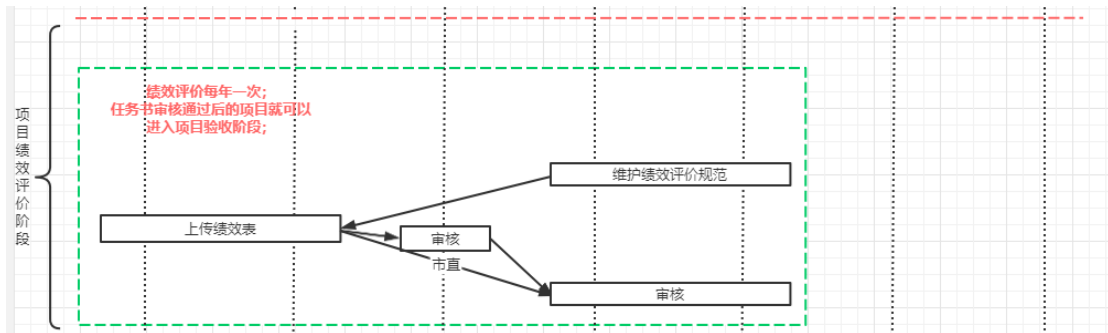 项目绩效评价阶段
绩效评价每年一次；
任务书审核通过后的项目就可以
进入项目验收阶段；
维护绩效评价规范
上传绩效表
审核
市直
审核